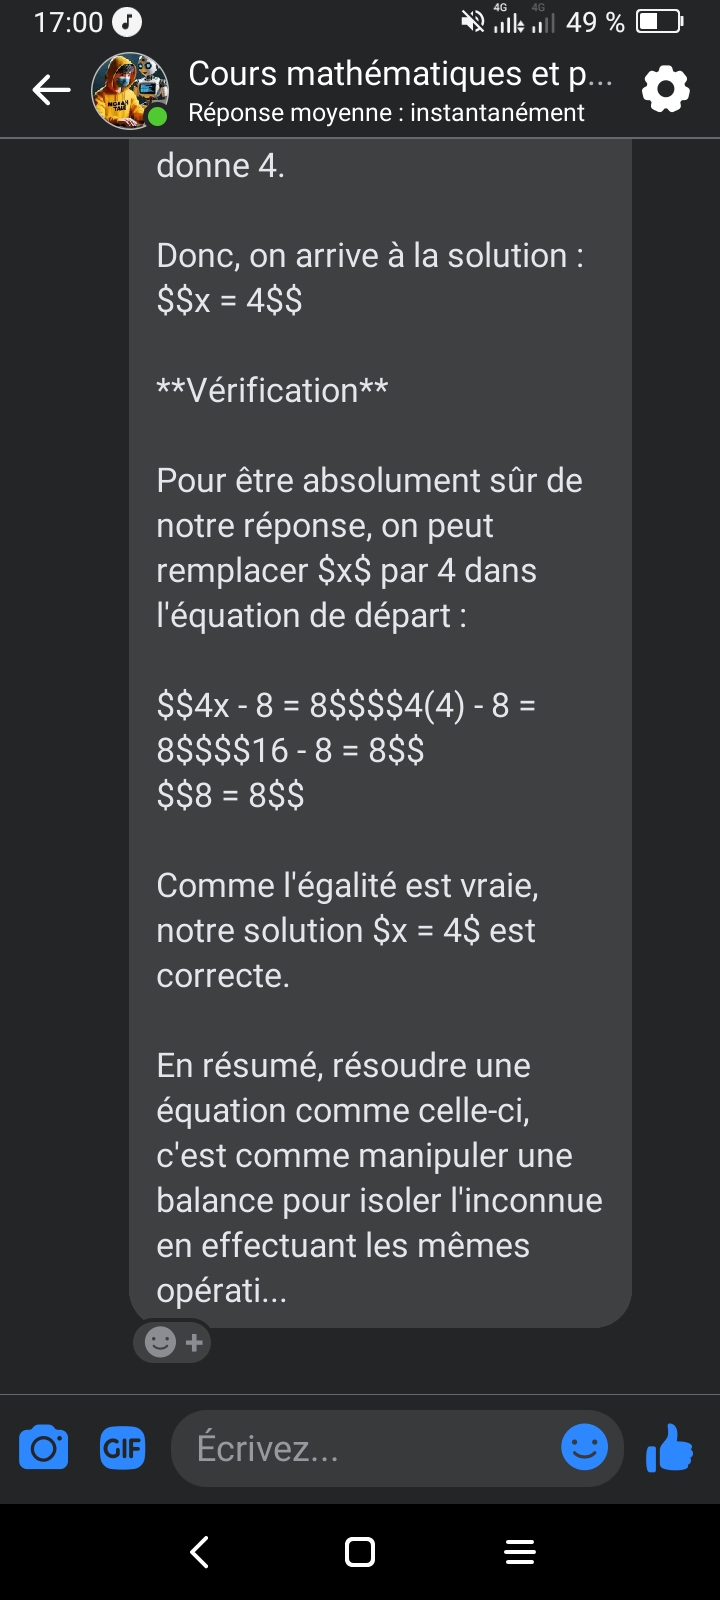 17:00
4G 4G 49 %
Cours mathématiques et p...
Réponse moyenne : instantanément
donne 4.
Donc, on arrive à la solution :
$$x = 4$$
**Vérification**
Pour être absolument sûr de
notre réponse, on peut
remplacer $x$ par 4 dans
l'équation de départ :
$$4x - 8 = 8$$$$4(4) - 8 =
8$$$$16 - 8 = 8$$
$$8 = 8$$
Comme l'égalité est vraie,
notre solution $x = 4$ est
correcte.
En résumé, résoudre une
équation comme celle-ci,
c'est comme manipuler une
balance pour isoler l'inconnue
en effectuant les mêmes
opérati...
GIF
Écrivez...